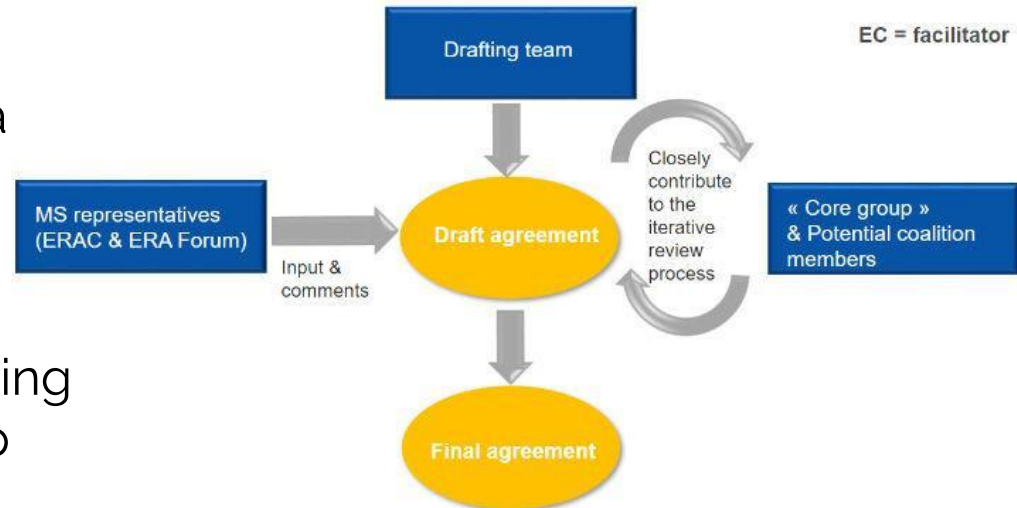 Drafting team
EC = facilitator
a
MS representatives
(ERAC & ERA Forum)
Input &
comments
Draft agreement
Closely
contribute
to the
iterative
review
process
« Core group »
& Potential coalition
members
ing
Final agreement